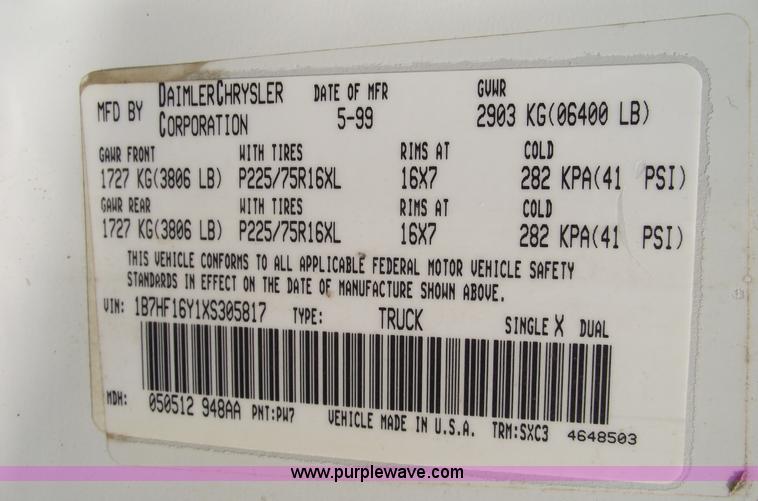 MFD BY DAIMLERCHRYSLER CORPORATION DATE OF MFR 5-99 GVWR 2903 KG(06400 LB)
GAWR FRONT WITH TIRES RIMS AT COLD
1727 KG(3806 LB) P225/75R16XL 16X7 282 KPA(41 PSI)
GAWR REAR WITH TIRES RIMS AT COLD
1727 KG(3806 LB) P225/75R16XL 16X7 282 KPA(41 PSI)
THIS VEHICLE CONFORMS TO ALL APPLICABLE FEDERAL MOTOR VEHICLE SAFETY
STANDARDS IN EFFECT ON THE DATE OF MANUFACTURE SHOWN ABOVE.
VIN: 1B7HF16Y1XS305817 TYPE: TRUCK SINGLE X DUAL
MDH: 050512 948AA PNT:PW7 VEHICLE MADE IN U.S.A. TRM:SXC3 4648503
www.purplewave.com